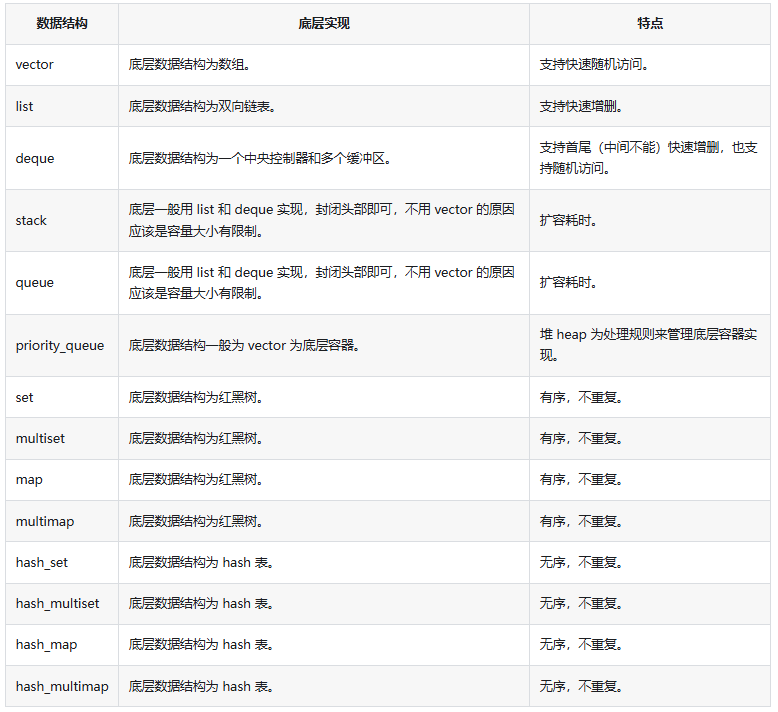 数据结构 底层实现 特点
vector 底层数据结构为数组。 支持快速随机访问。
list 底层数据结构为双向链表。 支持快速增删。
deque 底层数据结构为一个中央控制器和多个缓冲区。 支持首尾（中间不能）快速增删，也支
持随机访问。
stack 底层一般用 list 和 deque 实现，封闭头部即可，不用 vector 的原因
应该是容量大小有限制。 扩容耗时。
queue 底层一般用 list 和 deque 实现，封闭头部即可，不用 vector 的原因
应该是容量大小有限制。 扩容耗时。
priority_queue 底层数据结构一般为 vector 为底层容器。 堆 heap 为处理规则来管理底层容器实
现。
set 底层数据结构为红黑树。 有序，不重复。
multiset 底层数据结构为红黑树。 有序，不重复。
map 底层数据结构为红黑树。 有序，不重复。
multimap 底层数据结构为红黑树。 有序，不重复。
hash_set 底层数据结构为 hash 表。 无序，不重复。
hash_multiset 底层数据结构为 hash 表。 无序，不重复。
hash_map 底层数据结构为 hash 表。 无序，不重复。
hash_multimap 底层数据结构为 hash 表。 无序，不重复。